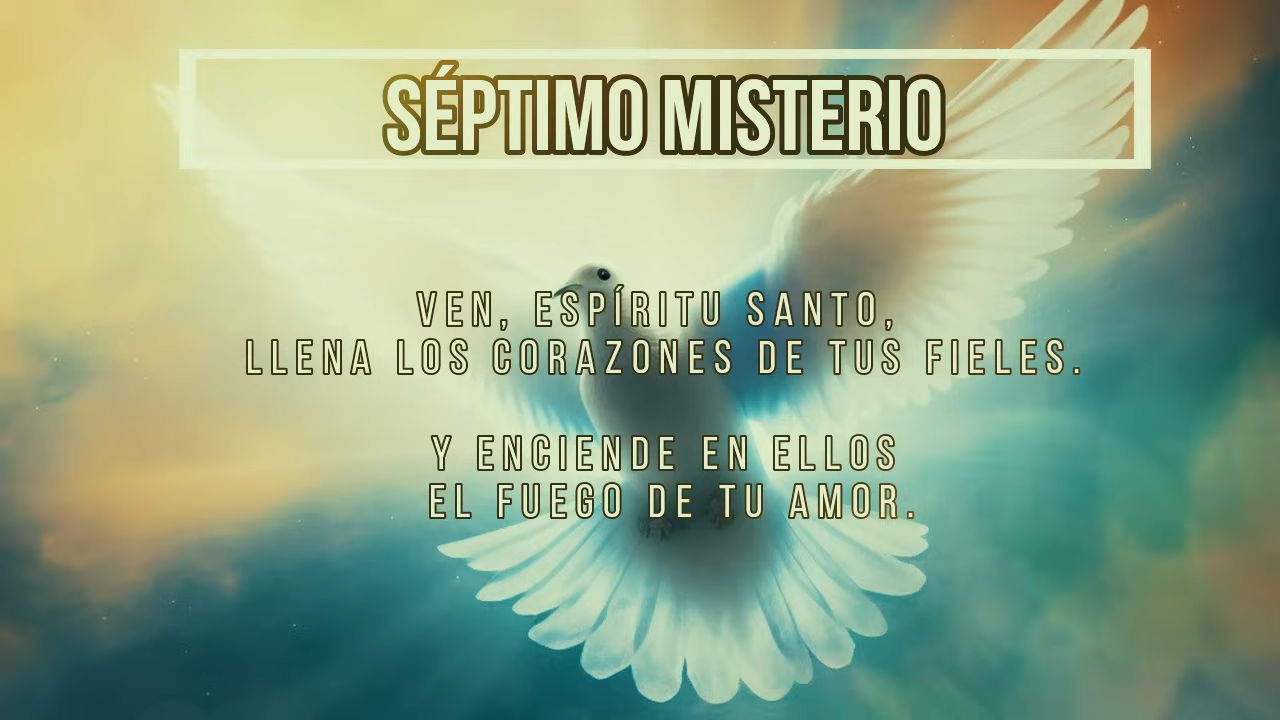 SÉPTIMO MISTERIO
VEN, ESPÍRITU SANTO,
LLENA LOS CORAZONES DE TUS FIELES.
Y ENCIENDE EN ELLOS
EL FUEGO DE TU AMOR.